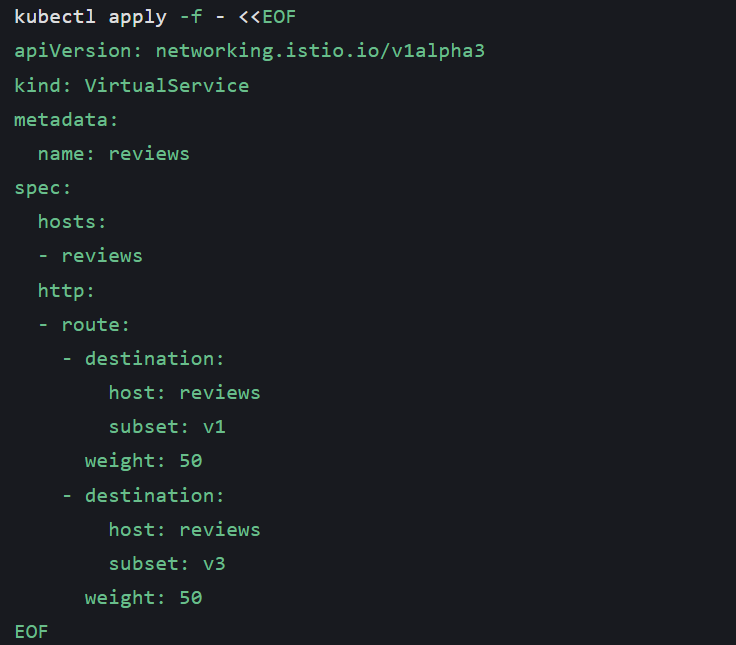 kubectl apply -f - <<EOF
apiVersion: networking.istio.io/v1alpha3
kind: VirtualService
metadata:
  name: reviews
spec:
  hosts:
  - reviews
  http:
  - route:
    - destination:
        host: reviews
        subset: v1
      weight: 50
    - destination:
        host: reviews
        subset: v3
      weight: 50
EOF